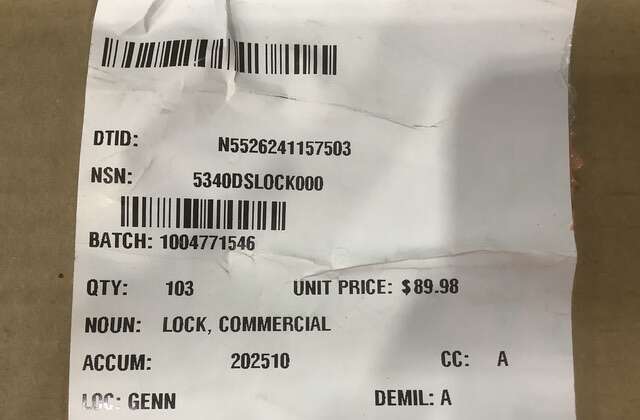 DTID: N5526241157503
NSN: 5340DSLOCK000
BATCH: 1004771546
QTY: 103 UNIT PRICE: $89.98
NOUN: LOCK, COMMERCIAL
ACCUM: 202510 CC: A
LOC: GENN DEMIL: A